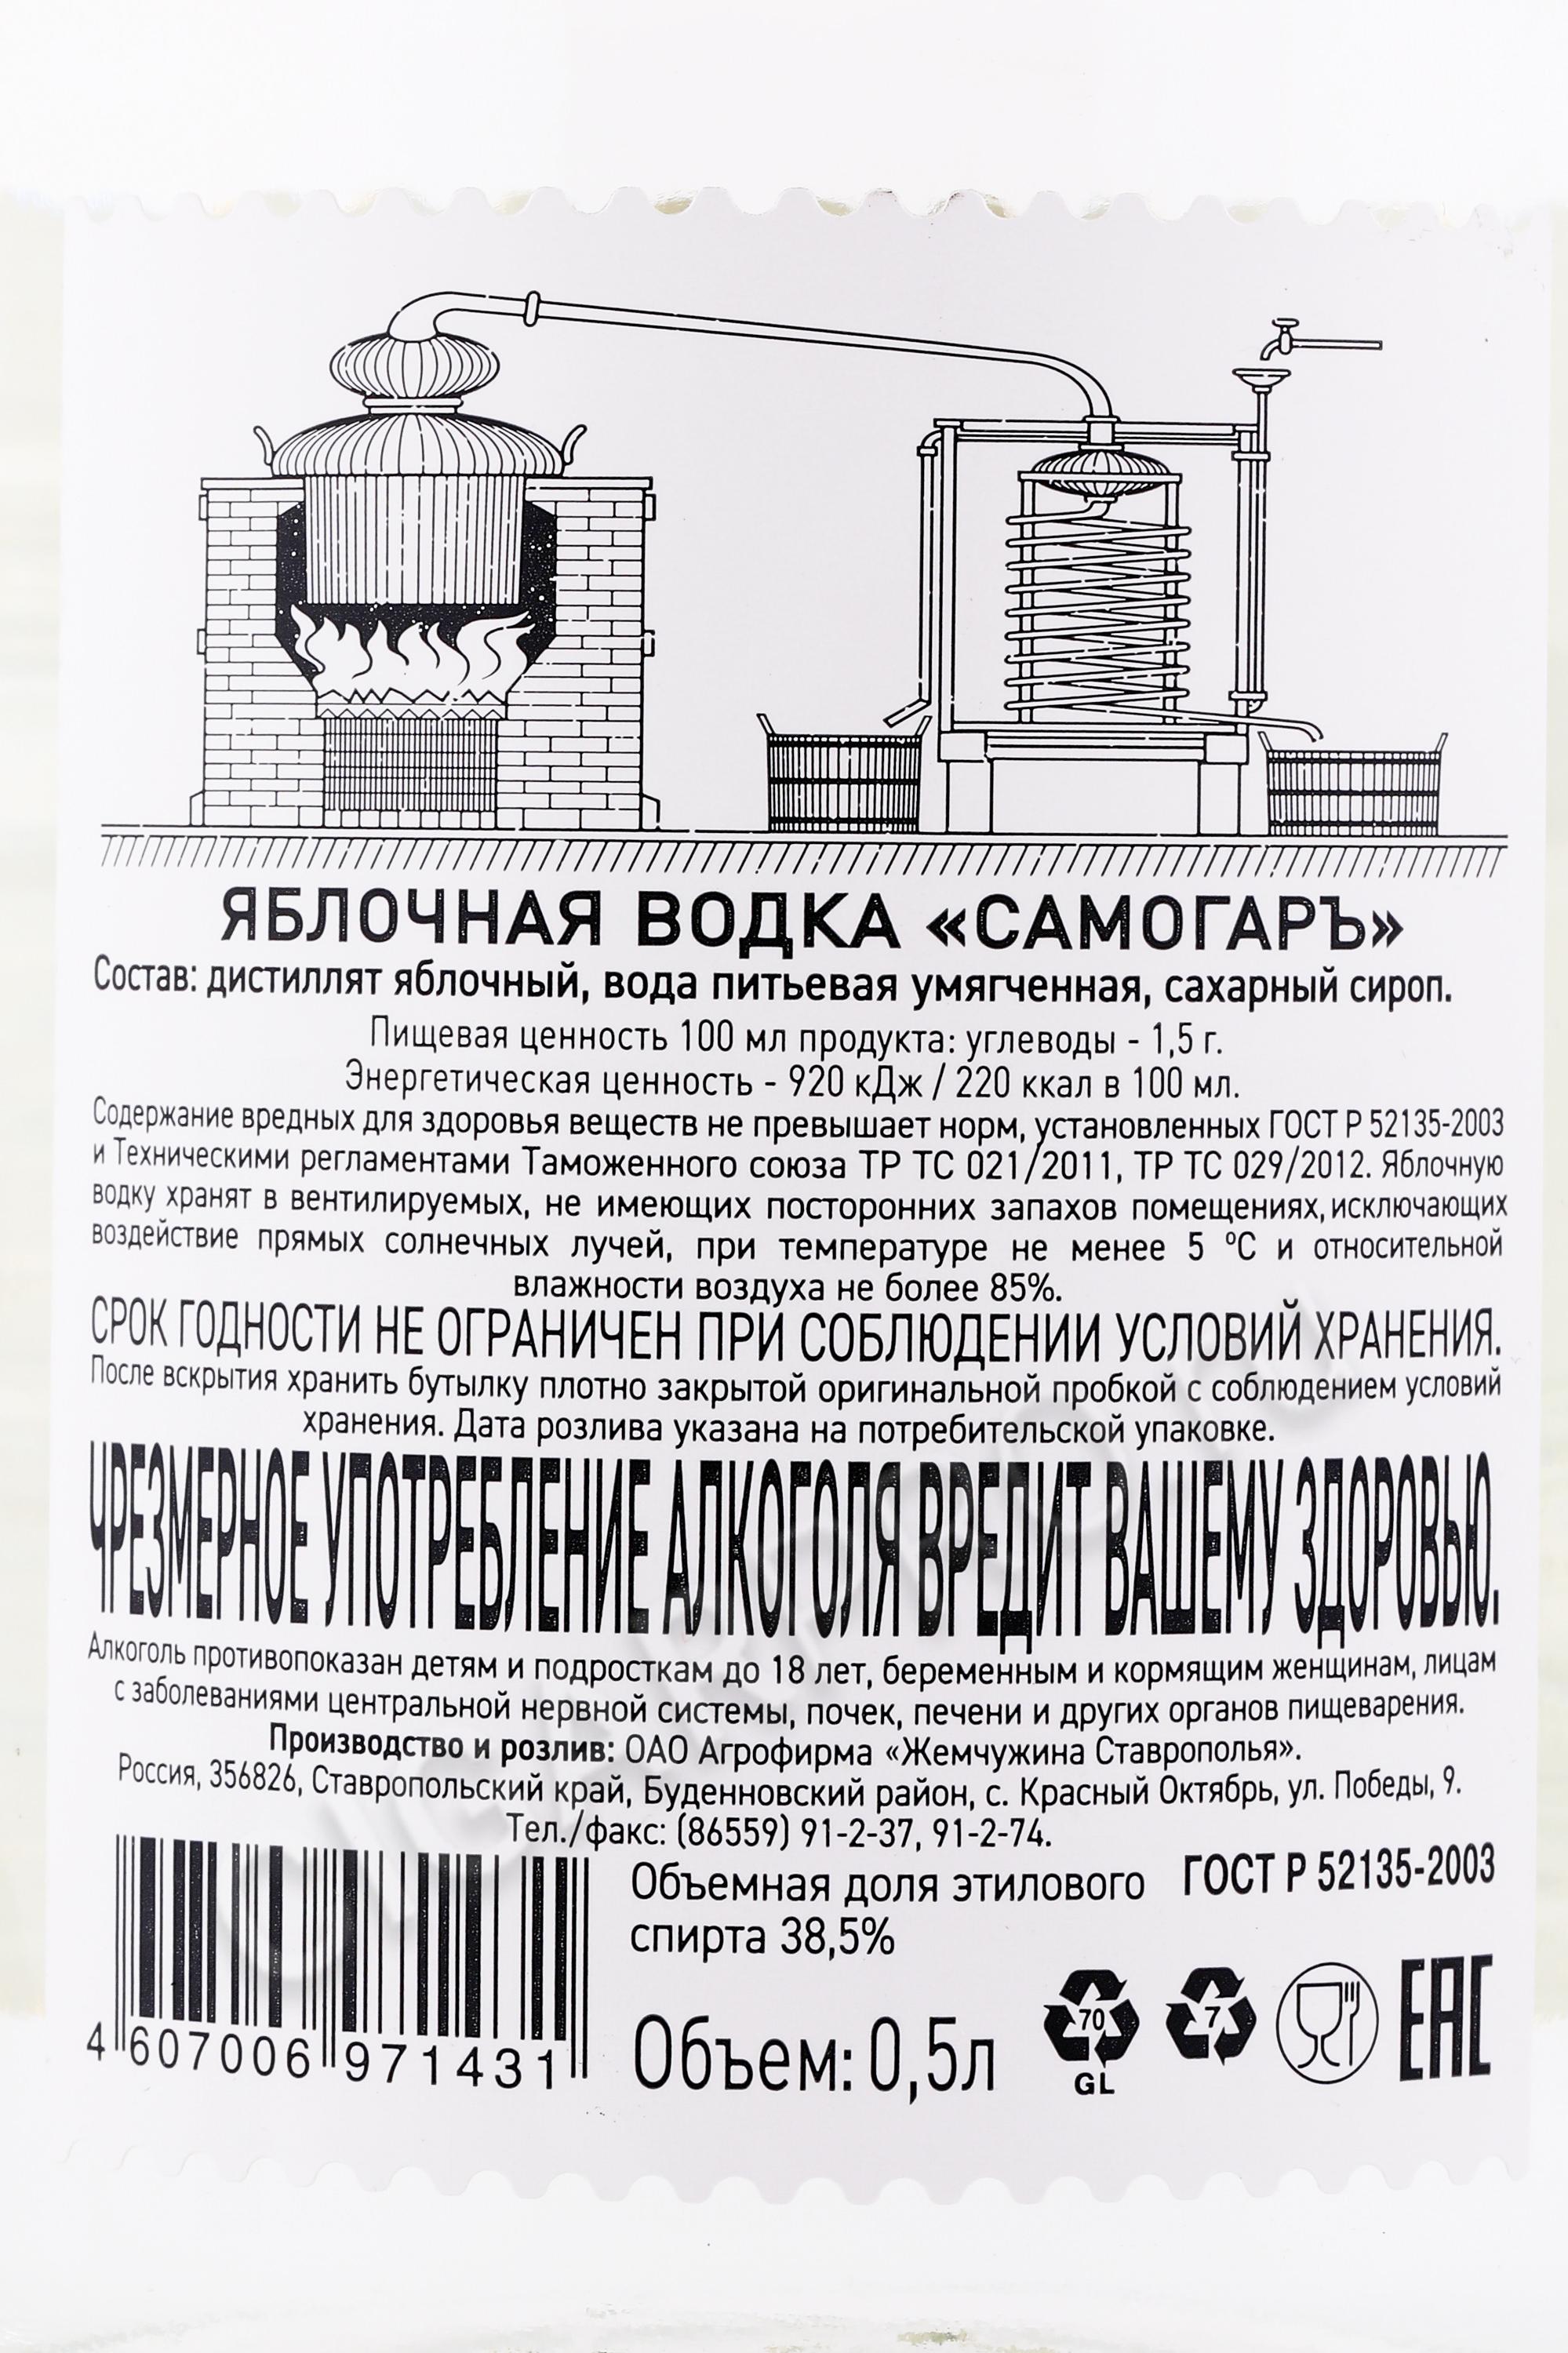 ЯБЛОЧНАЯ ВОДКА «САМОГАРЪ»
Состав: дистиллят яблочный, вода питьевая умягченная, сахарный сироп.
Пищевая ценность 100 мл продукта: углеводы - 1,5 г.
Энергетическая ценность - 920 кДж / 220 ккал в 100 мл.
Содержание вредных для здоровья веществ не превышает норм, установленных ГОСТ Р 52135-2003
и Техническими регламентами Таможенного союза ТР ТС 021/2011, ТР ТС 029/2012. Яблочную
водку хранят в вентилируемых, не имеющих посторонних запахов помещениях, исключающих
воздействие прямых солнечных лучей, при температуре не менее 5 °С и относительной
влажности воздуха не более 85%.
СРОК ГОДНОСТИ НЕ ОГРАНИЧЕН ПРИ СОБЛЮДЕНИИ УСЛОВИЙ ХРАНЕНИЯ.
После вскрытия хранить бутылку плотно закрытой оригинальной пробкой с соблюдением условий
хранения. Дата розлива указана на потребительской упаковке.
ЧРЕЗМЕРНОЕ УПОТРЕБЛЕНИЕ АЛКОГОЛЯ ВРЕДИТ ВАШЕМУ ЗДОРОВЬЮ.
Алкоголь противопоказан детям и подросткам до 18 лет, беременным и кормящим женщинам, лицам
с заболеваниями центральной нервной системы, почек, печени и других органов пищеварения.
Производство и розлив: ОАО Агрофирма «Жемчужина Ставрополья».
Россия, 356826, Ставропольский край, Буденновский район, с. Красный Октябрь, ул. Победы, 9.
Тел./факс: (86559) 91-2-37, 91-2-74.
Объемная доля этилового
спирта 38,5%
ГОСТ Р 52135-2003
Объем: 0,5л
70
GL
7
ЕАС
4 607006 971431
CIGARPRO.ru